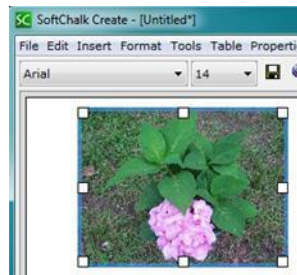 SC SoftChalk Create - [Untitled*]
File Edit Insert Format Tools Table Properti
Arial 14